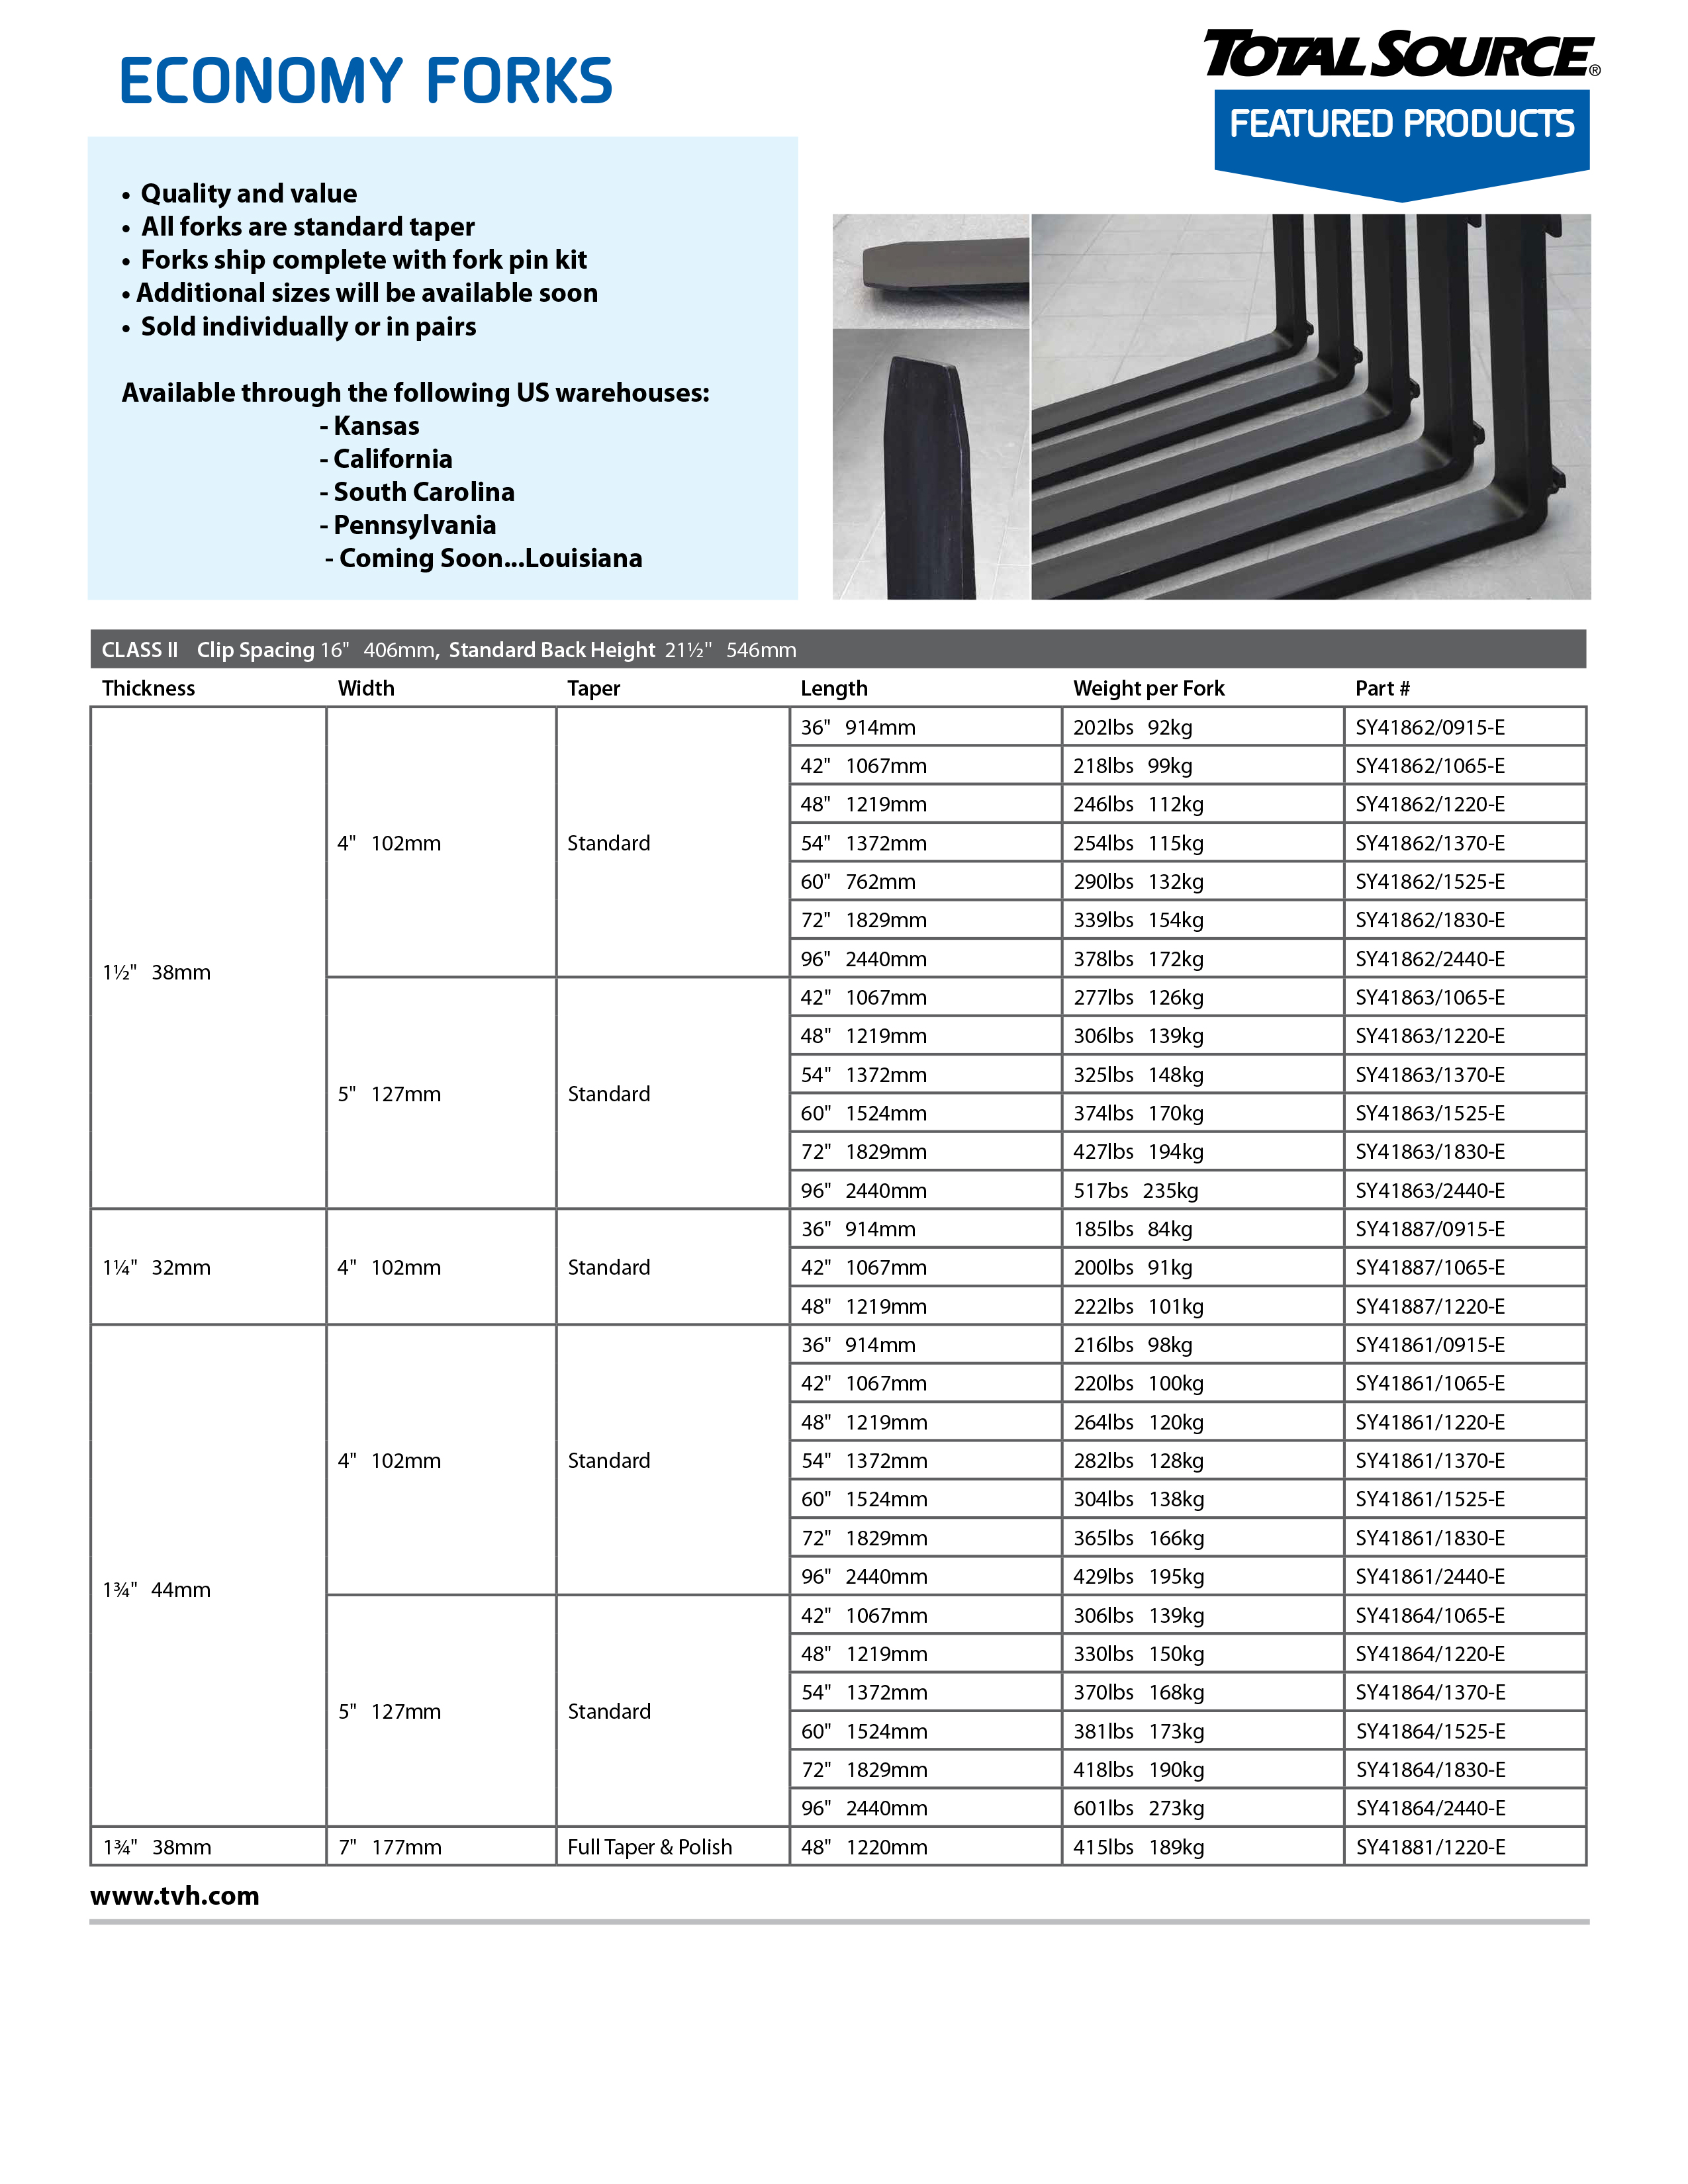 ECONOMY FORKS
TOTALSOURCE®
FEATURED PRODUCTS
• Quality and value
• All forks are standard taper
• Forks ship complete with fork pin kit
• Additional sizes will be available soon
• Sold individually or in pairs
Available through the following US warehouses:
- Kansas
- California
- South Carolina
- Pennsylvania
- Coming Soon...Louisiana
CLASS II Clip Spacing 16" 406mm, Standard Back Height 21½" 546mm
Thickness Width Taper Length Weight per Fork Part #
36" 914mm 202lbs 92kg SY41862/0915-E
42" 1067mm 218lbs 99kg SY41862/1065-E
48" 1219mm 246lbs 112kg SY41862/1220-E
4" 102mm Standard 54" 1372mm 254lbs 115kg SY41862/1370-E
60" 762mm 290lbs 132kg SY41862/1525-E
72" 1829mm 339lbs 154kg SY41862/1830-E
96" 2440mm 378lbs 172kg SY41862/2440-E
1½" 38mm
42" 1067mm 277lbs 126kg SY41863/1065-E
48" 1219mm 306lbs 139kg SY41863/1220-E
54" 1372mm 325lbs 148kg SY41863/1370-E
5" 127mm Standard
60" 1524mm 374lbs 170kg SY41863/1525-E
72" 1829mm 427lbs 194kg SY41863/1830-E
96" 2440mm 517bs 235kg SY41863/2440-E
36" 914mm 185lbs 84kg SY41887/0915-E
1¼" 32mm 4" 102mm Standard 42" 1067mm 200lbs 91kg SY41887/1065-E
48" 1219mm 222lbs 101kg SY41887/1220-E
36" 914mm 216lbs 98kg SY41861/0915-E
42" 1067mm 220lbs 100kg SY41861/1065-E
48" 1219mm 264lbs 120kg SY41861/1220-E
4" 102mm Standard 54" 1372mm 282lbs 128kg SY41861/1370-E
60" 1524mm 304lbs 138kg SY41861/1525-E
72" 1829mm 365lbs 166kg SY41861/1830-E
96" 2440mm 429lbs 195kg SY41861/2440-E
1¾" 44mm
42" 1067mm 306lbs 139kg SY41864/1065-E
48" 1219mm 330lbs 150kg SY41864/1220-E
54" 1372mm 370lbs 168kg SY41864/1370-E
5" 127mm Standard
60" 1524mm 381lbs 173kg SY41864/1525-E
72" 1829mm 418lbs 190kg SY41864/1830-E
96" 2440mm 601lbs 273kg SY41864/2440-E
1¾" 38mm 7" 177mm Full Taper & Polish 48" 1220mm 415lbs 189kg SY41881/1220-E
www.tvh.com